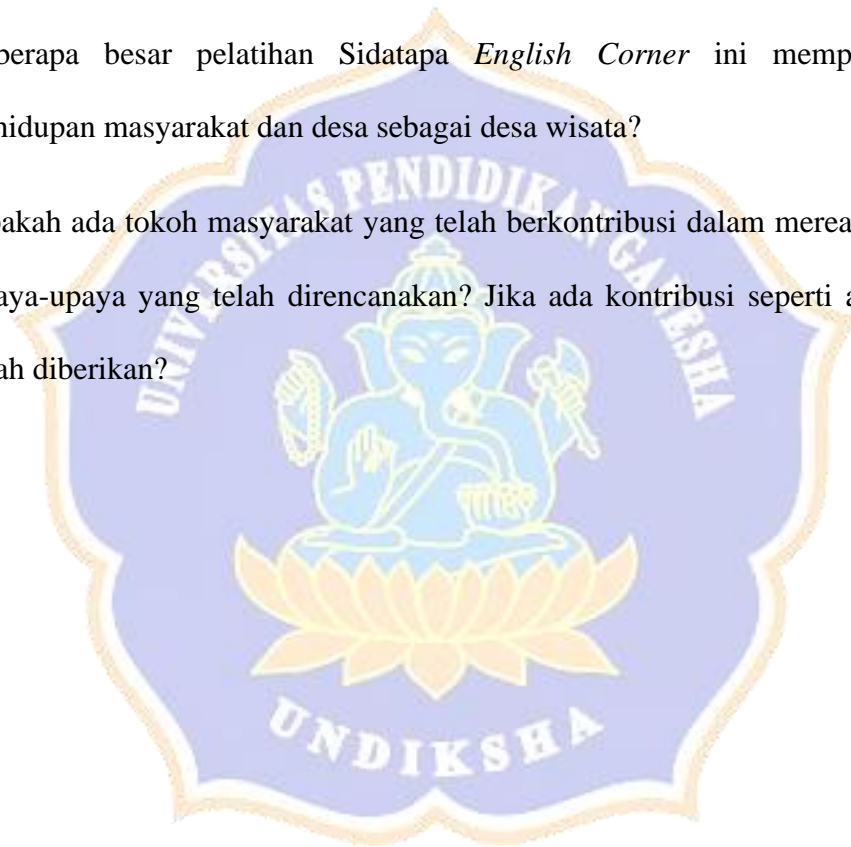 berapa besar pelatihan Sidatapa English Corner ini memp
hidupan masyarakat dan desa sebagai desa wisata?
akah ada tokoh masyarakat yang telah berkontribusi dalam merea
aya-upaya yang telah direncanakan? Jika ada kontribusi seperti a
ah diberikan?
UNIVERSITAS PENDIDIKAN GANESHA
UNDIKSHA